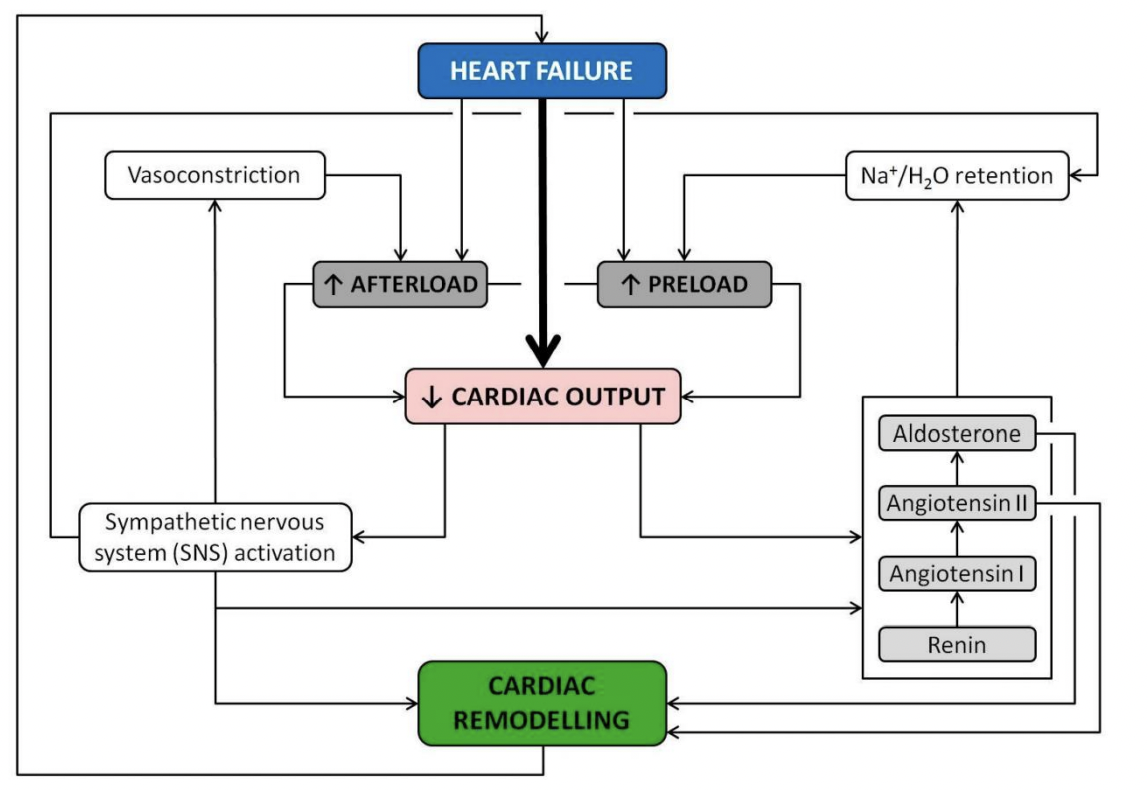 HEART FAILURE
Vasoconstriction
Na⁺/H₂O retention
↑ AFTERLOAD
↑ PRELOAD
↓ CARDIAC OUTPUT
Aldosterone
Angiotensin II
Angiotensin I
Renin
Sympathetic nervous
system (SNS) activation
CARDIAC
REMODELLING